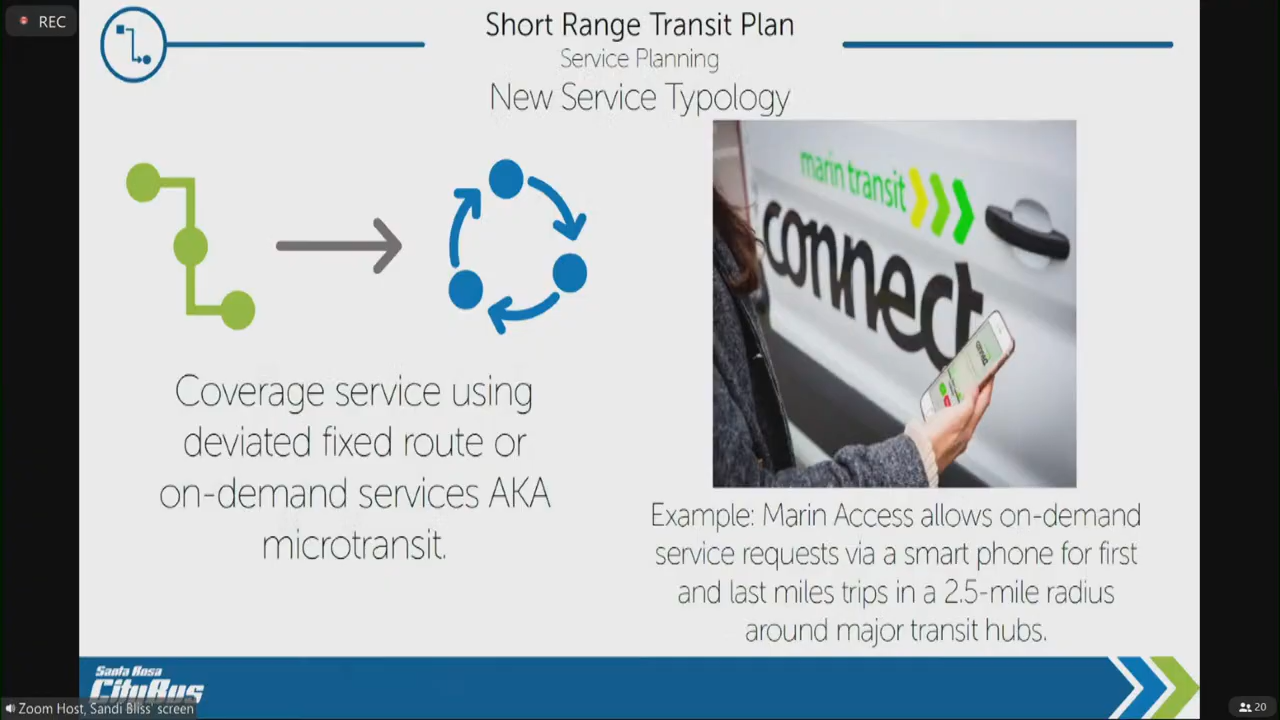 REC
Short Range Transit Plan
Service Planning
New Service Typology
marin transit
connect
Coverage service using
deviated fixed route or
on-demand services AKA
microtransit.
Example: Marin Access allows on-demand
service requests via a smart phone for first
and last miles trips in a 2.5-mile radius
around major transit hubs.
Santa Rosa
CityBus
Zoom Host, Sandi Bliss' screen
20